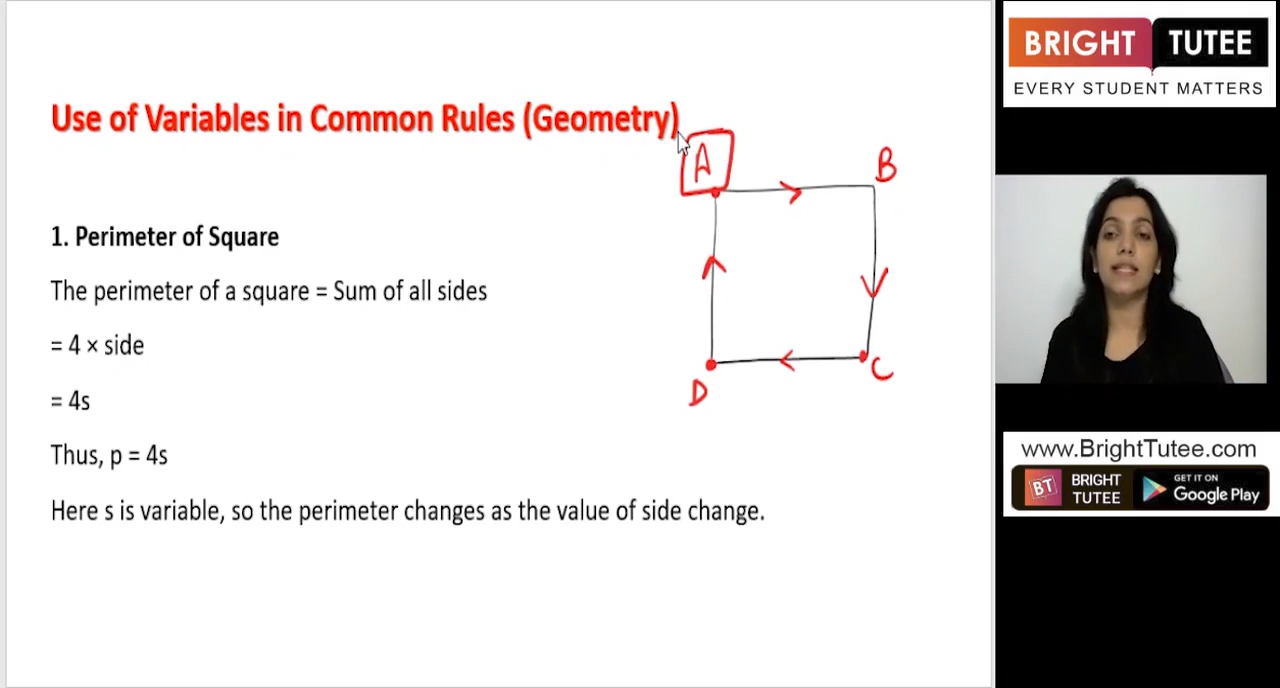 Use of Variables in Common Rules (Geometry)
A
B
1. Perimeter of Square
The perimeter of a square = Sum of all sides
= 4 × side
C
D
= 4s
Thus, p = 4s
Here s is variable, so the perimeter changes as the value of side change.
BRIGHT TUTEE
EVERY STUDENT MATTERS
www.BrightTutee.com
BT
BRIGHT
TUTEE
GET IT ON
Google Play